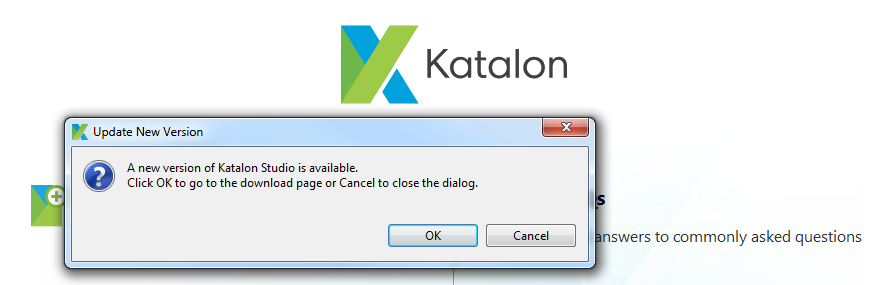 Katalon
Update New Version
A new version of Katalon Studio is available.
Click OK to go to the download page or Cancel to close the dialog.
OK
Cancel
answers to commonly asked questions